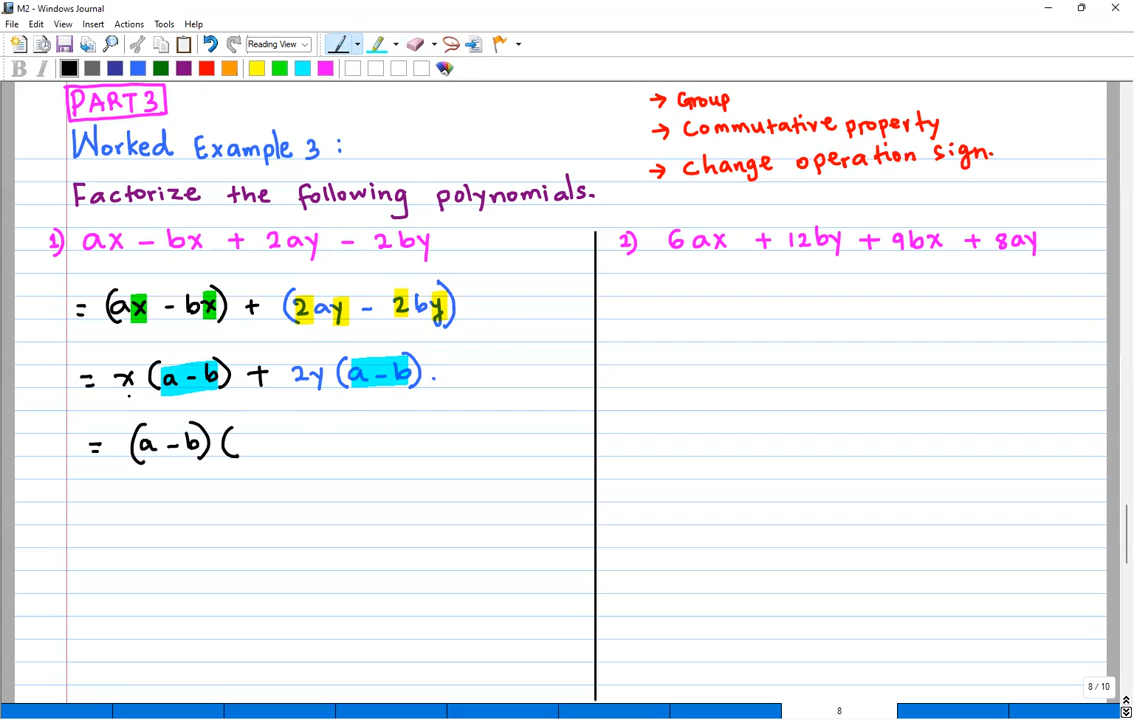 M2 - Windows Journal
File Edit View Insert Actions Tools Help
Reading View
B I
PART 3
→ Group
→ Commutative property
→ Change operation sign.
Worked Example 3 :
Factorize the following polynomials.
1) ax - bx + 2ay - 2by
= (ax - bx) + (2ay - 2by)
= x (a - b) + 2y (a - b).
= (a - b) (
2) 6ax + 12by + 9bx + 8ay
8 / 10
8